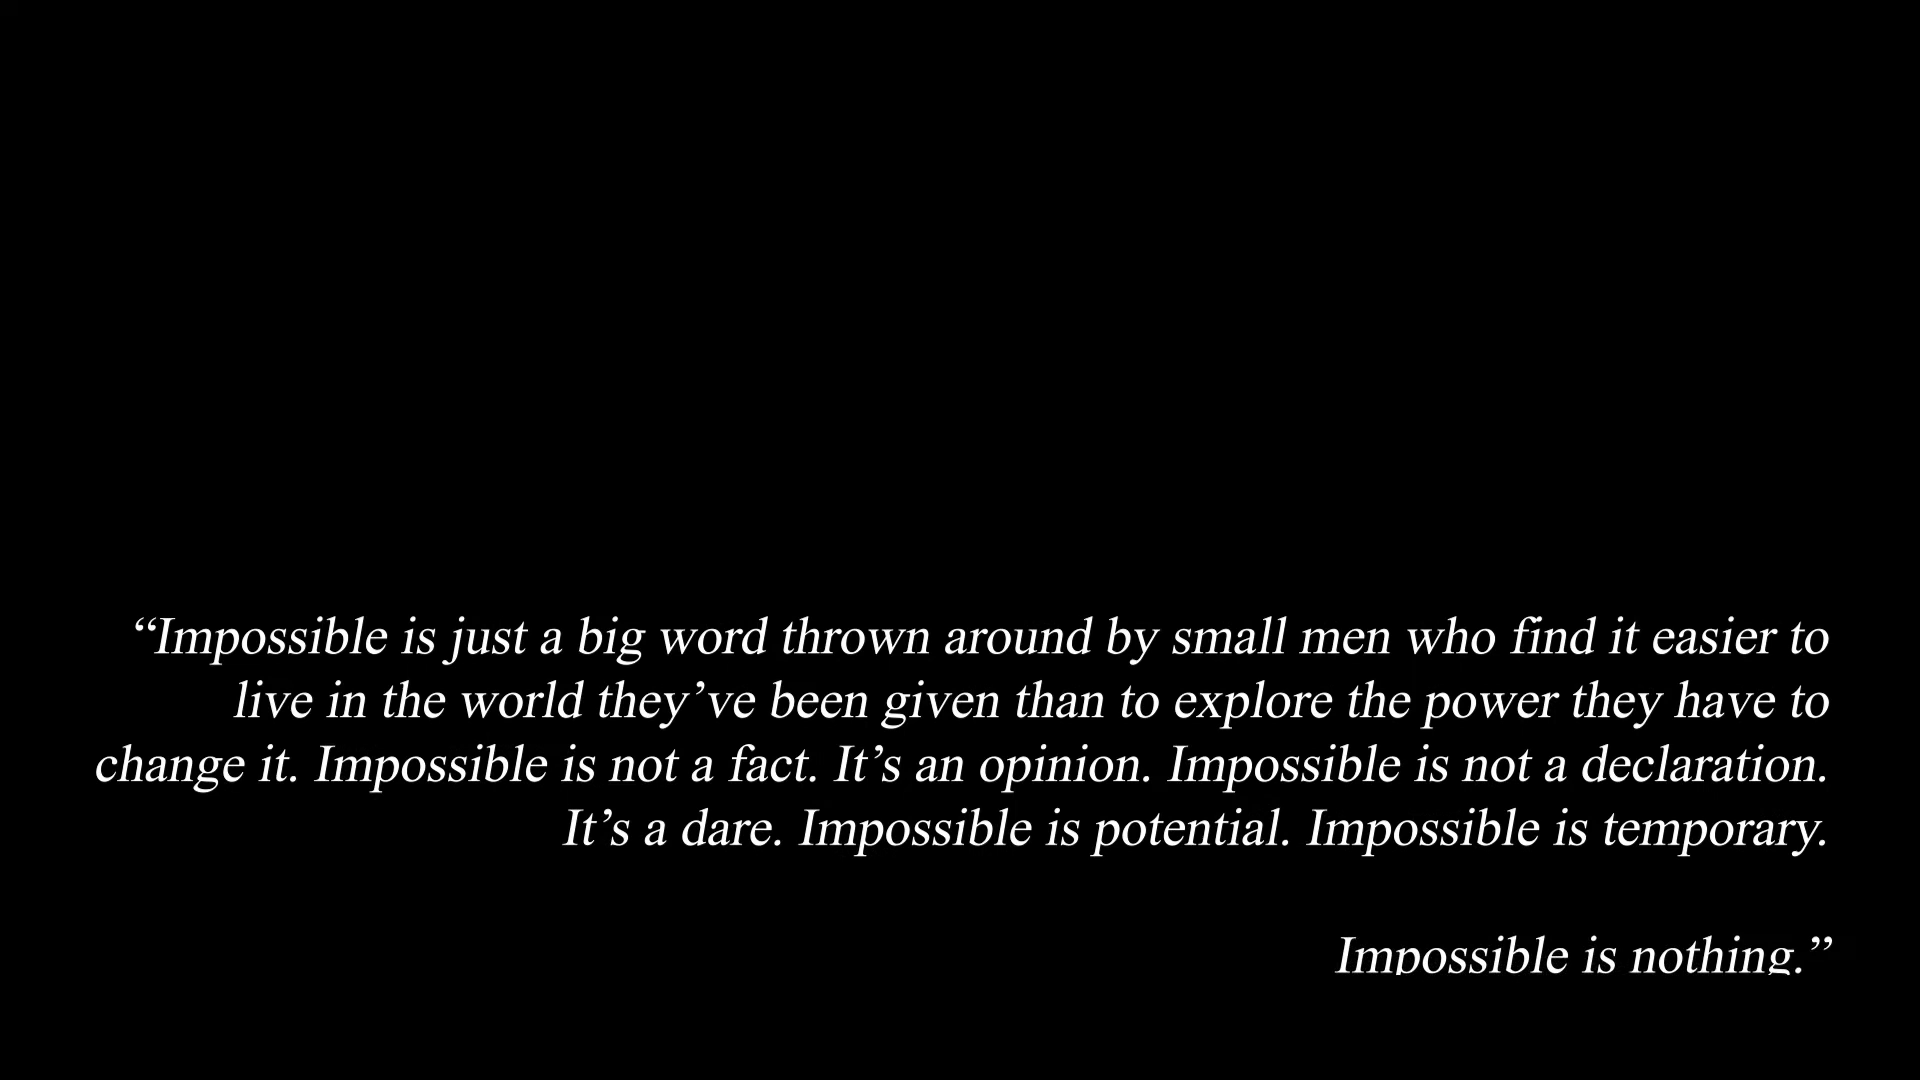 “Impossible is just a big word thrown around by small men who find it easier to
live in the world they’ve been given than to explore the power they have to
change it. Impossible is not a fact. It’s an opinion. Impossible is not a declaration.
It’s a dare. Impossible is potential. Impossible is temporary.
Impossible is nothing.”